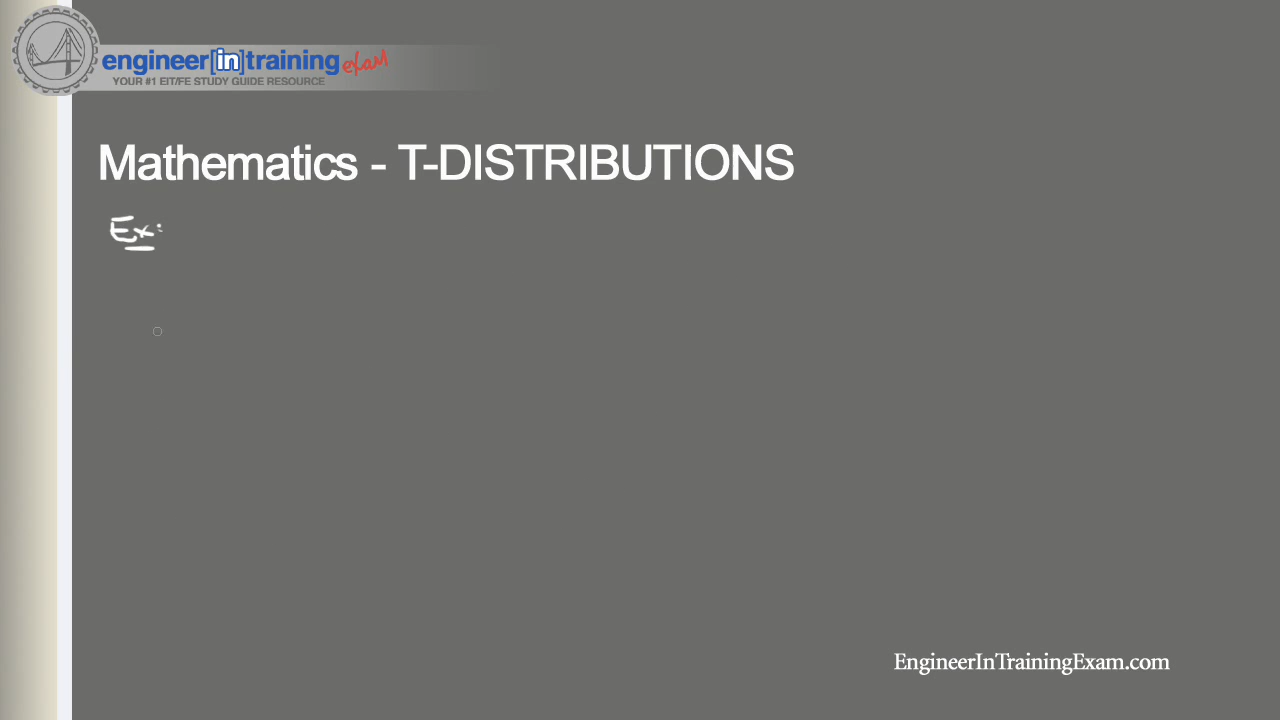 engineer[in]training exam
YOUR #1 EIT/FE STUDY GUIDE RESOURCE
Mathematics - T-DISTRIBUTIONS
Ex:
EngineerInTrainingExam.com